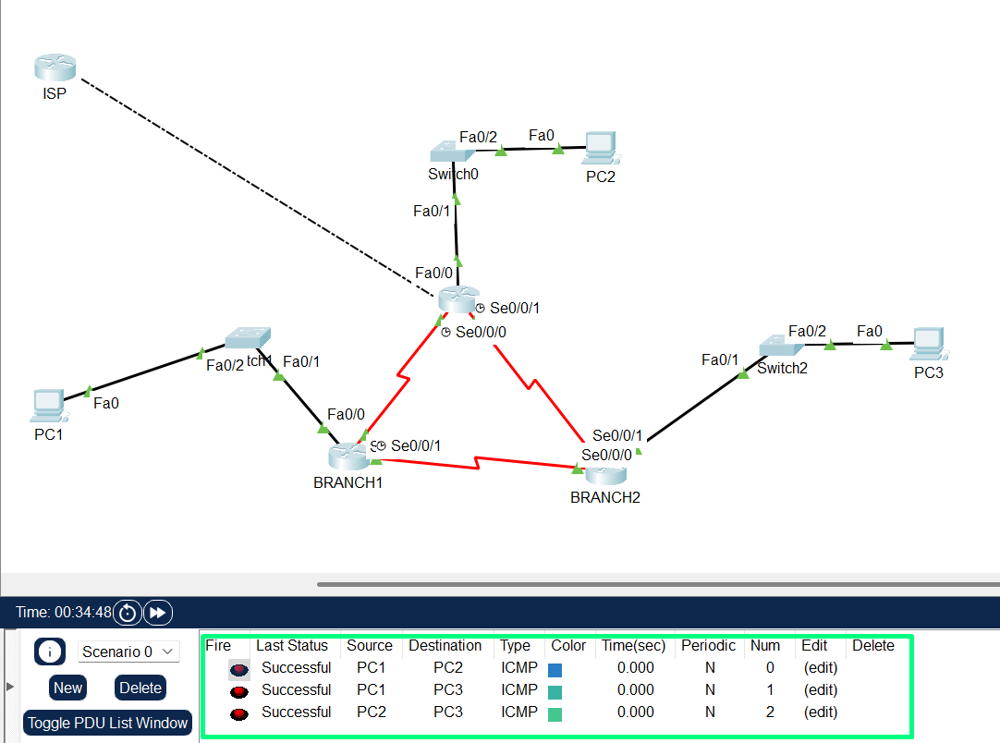 ISP
Fa0/2
Fa0
Switch0
PC2
Fa0/1
Fa0/0
Se0/0/1
Se0/0/0
Fa0/2
Fa0
Fa0/1
Switch2
PC3
tch1
Fa0/2
Fa0/1
Fa0
PC1
Fa0/0
Se0/0/1
BRANCH1
Se0/0/1
Se0/0/0
BRANCH2
Time: 00:34:48
Scenario 0
New
Delete
Toggle PDU List Window
Fire Last Status Source Destination Type Color Time(sec) Periodic Num Edit Delete
Successful PC1 PC2 ICMP 0.000 N 0 (edit)
Successful PC1 PC3 ICMP 0.000 N 1 (edit)
Successful PC2 PC3 ICMP 0.000 N 2 (edit)